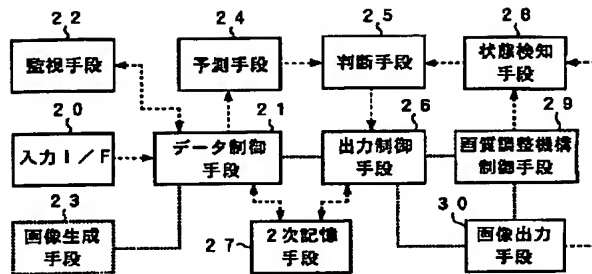 22
24
25
28
監視手段
予測手段
判断手段
状態検知
手段
20
21
26
29
入力I/F
データ制御
手段
出力制御
手段
画質調整機構
制御手段
23
30
画像生成
手段
27
2次記憶
手段
画像出力
手段